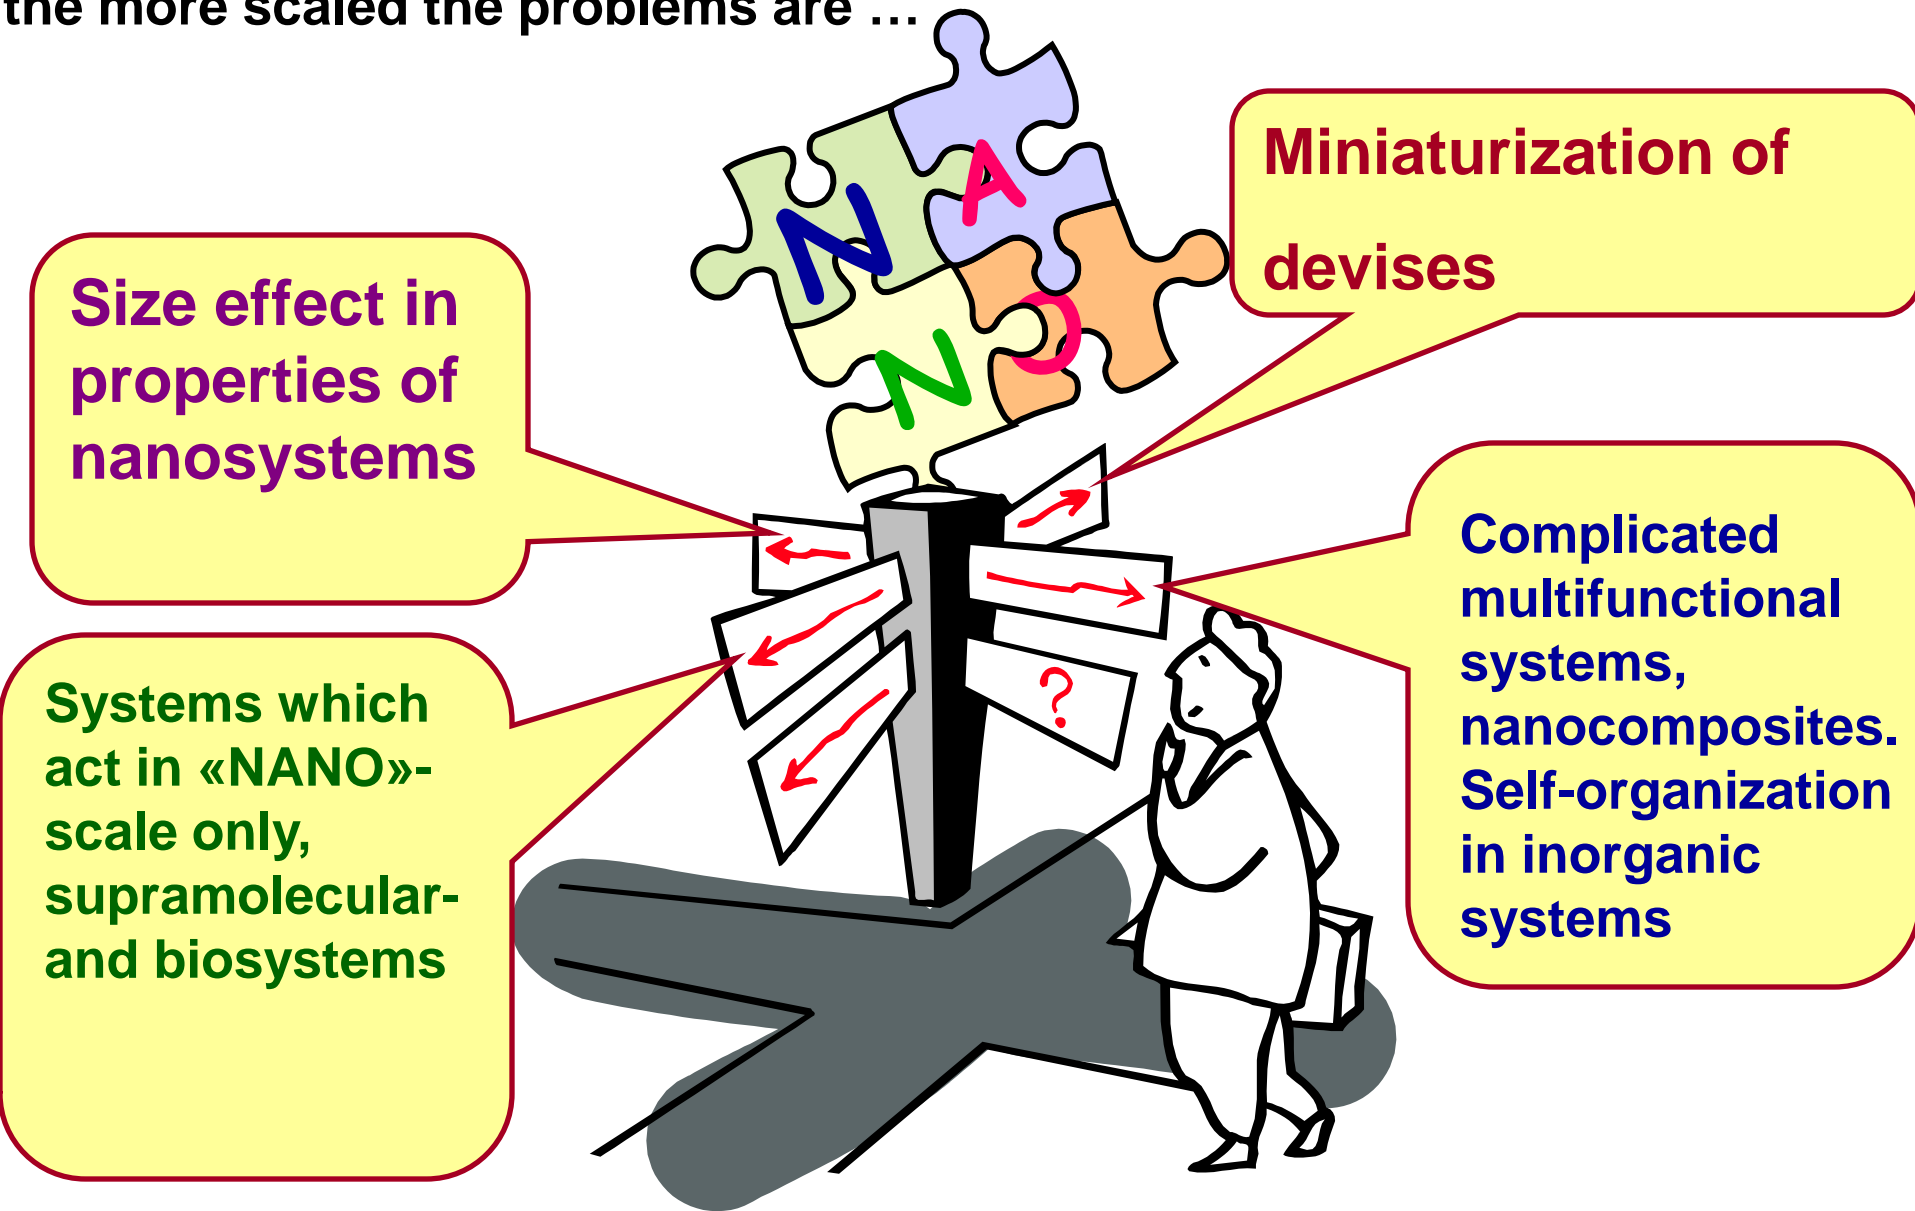 the more scaled the problems are …
N A
N O
Miniaturization of
devises
Size effect in
properties of
nanosystems
Complicated
multifunctional
systems,
nanocomposites.
Self-organization
in inorganic
systems
?
Systems which
act in «NANO»-
scale only,
supramolecular-
and biosystems